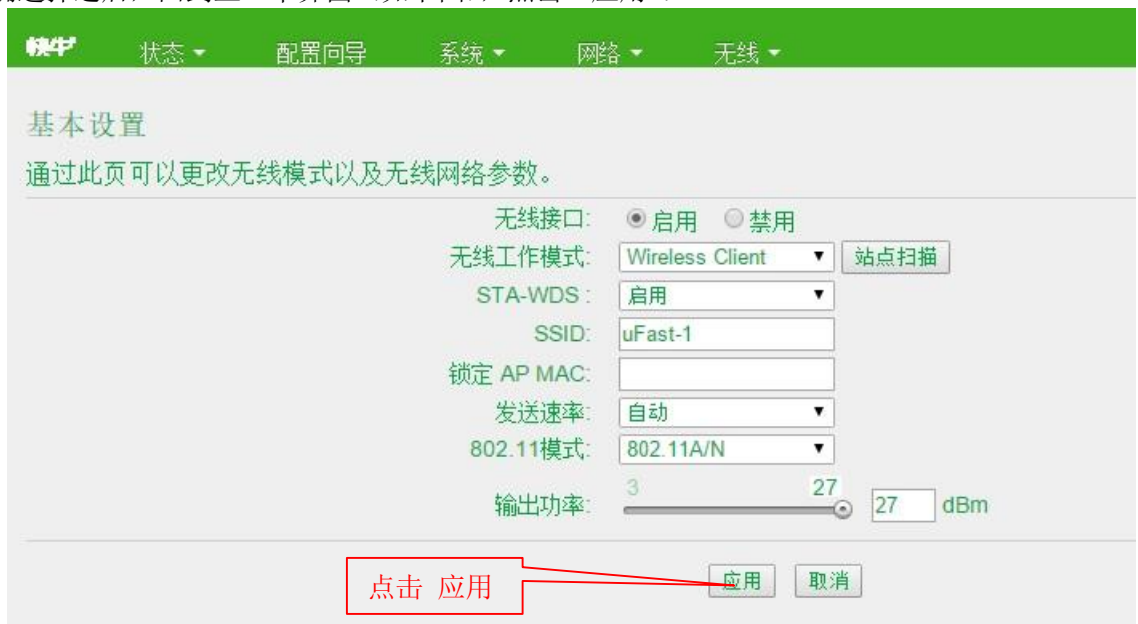 快牛 状态 配置向导 系统 网络 无线
基本设置
通过此页可以更改无线模式以及无线网络参数。
无线接口: 启用 禁用
无线工作模式: Wireless Client 站点扫描
STA-WDS : 启用
SSID: uFast-1
锁定 AP MAC:
发送速率: 自动
802.11模式: 802.11A/N
3 27
输出功率: 27 dBm
点击 应用 应用 取消